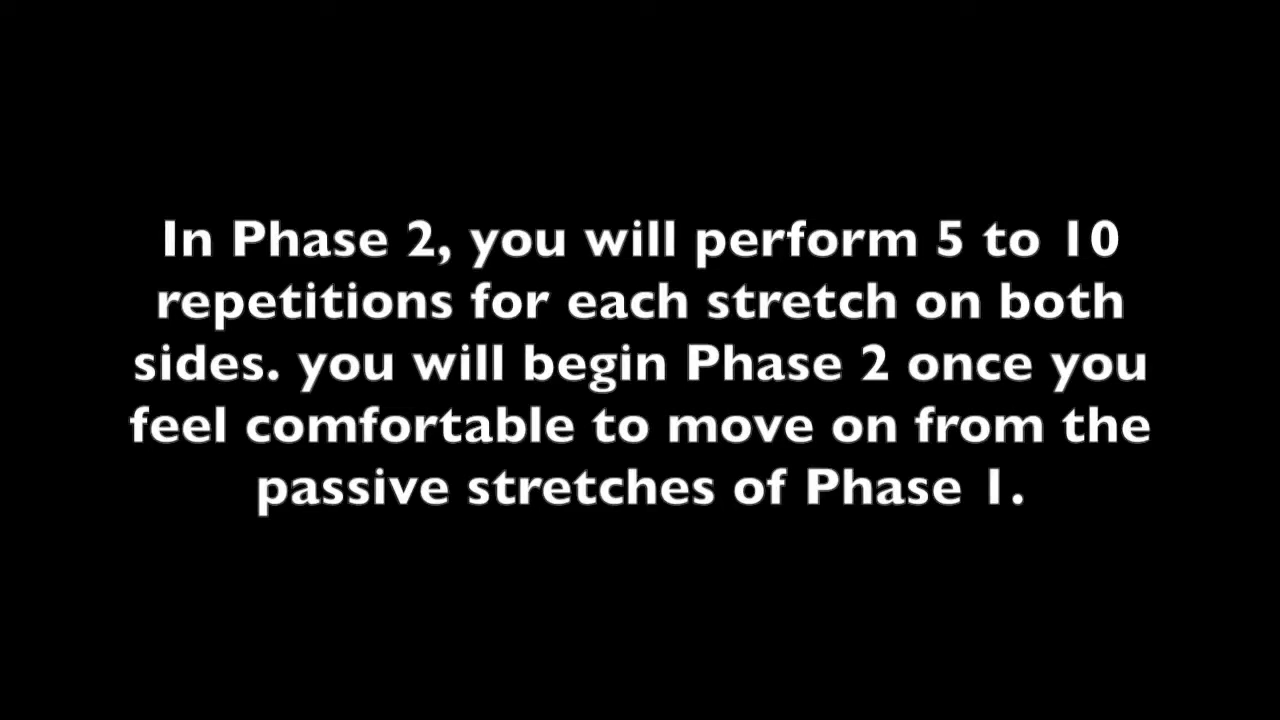 In Phase 2, you will perform 5 to 10
repetitions for each stretch on both
sides. you will begin Phase 2 once you
feel comfortable to move on from the
passive stretches of Phase 1.